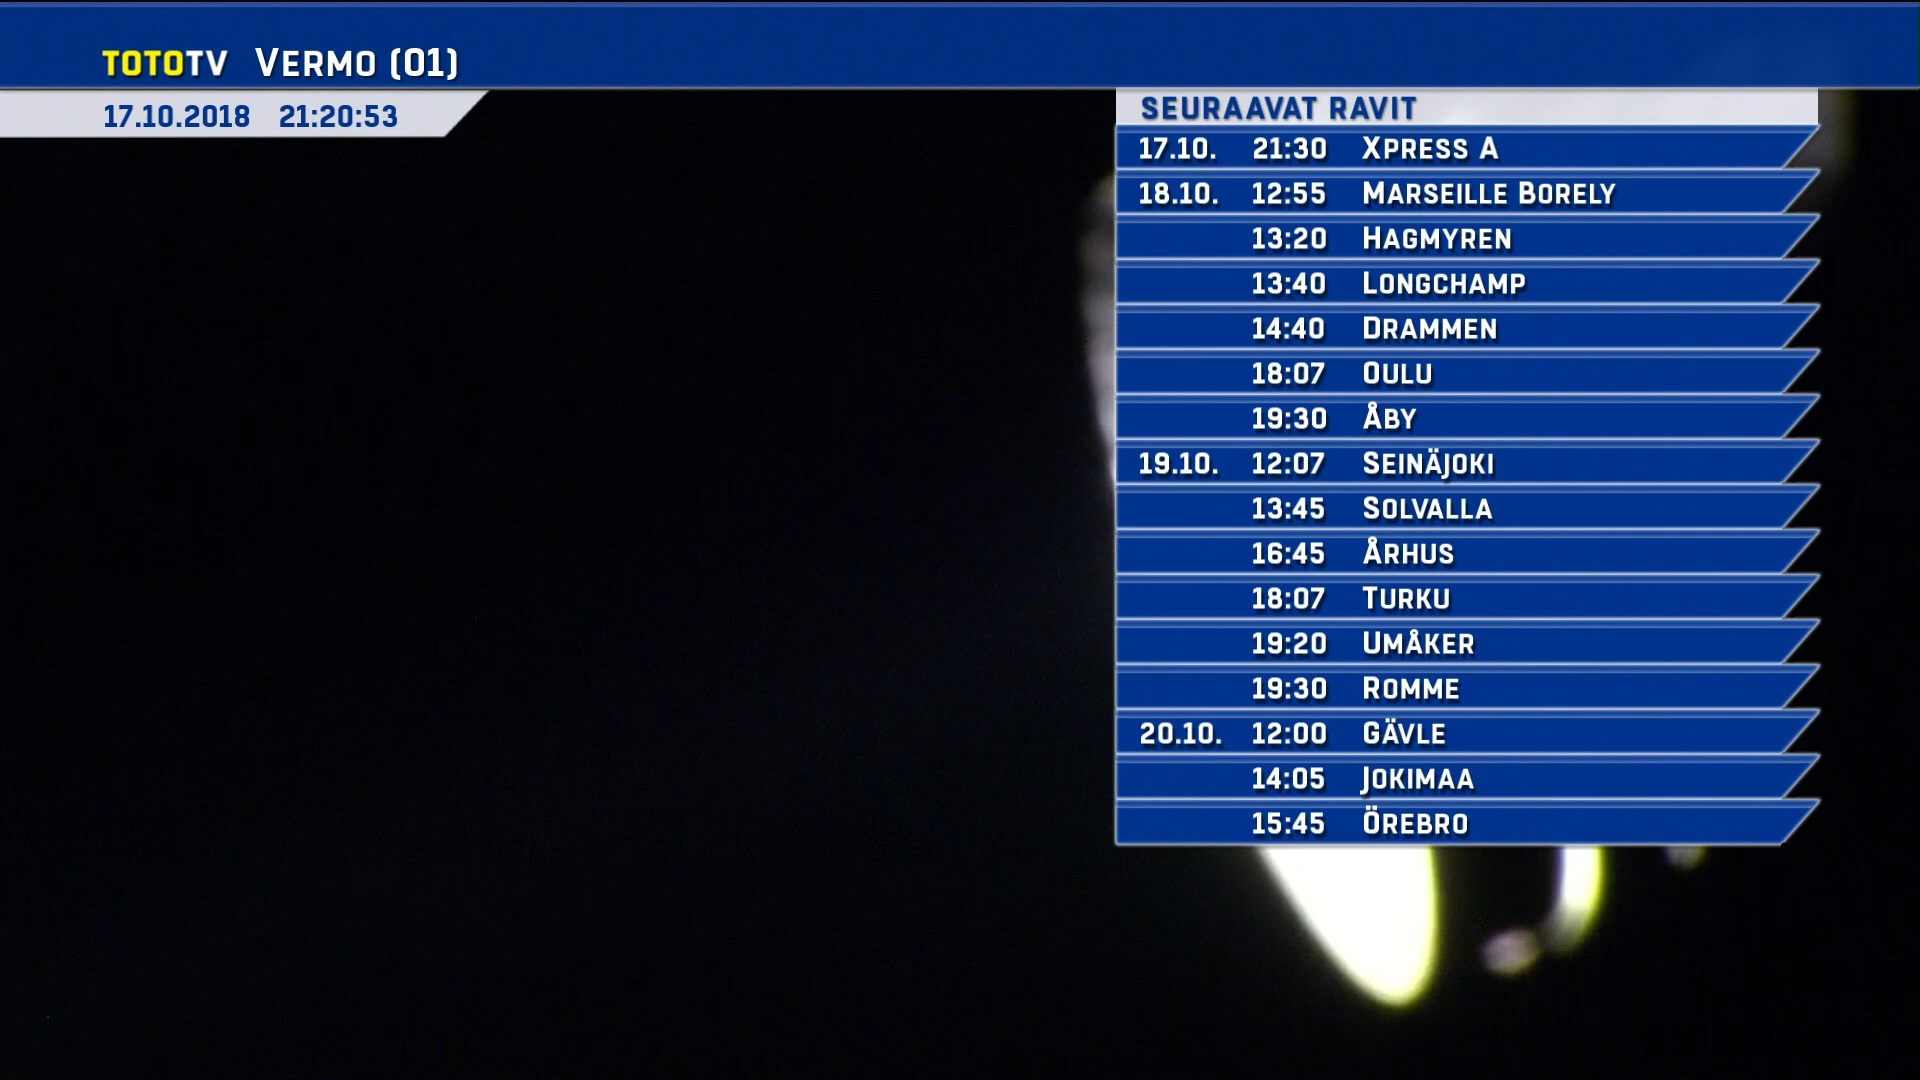 TOTOTV VERMO (01)
17.10.2018 21:20:53
SEURAAVAT RAVIT
17.10. 21:30 XPRESS A
18.10. 12:55 MARSEILLE BORELY
13:20 HAGMYREN
13:40 LONGCHAMP
14:40 DRAMMEN
18:07 OULU
19:30 ÅBY
19.10. 12:07 SEINÄJOKI
13:45 SOLVALLA
16:45 ÅRHUS
18:07 TURKU
19:20 UMÅKER
19:30 ROMME
20.10. 12:00 GÄVLE
14:05 JOKIMAA
15:45 ÖREBRO